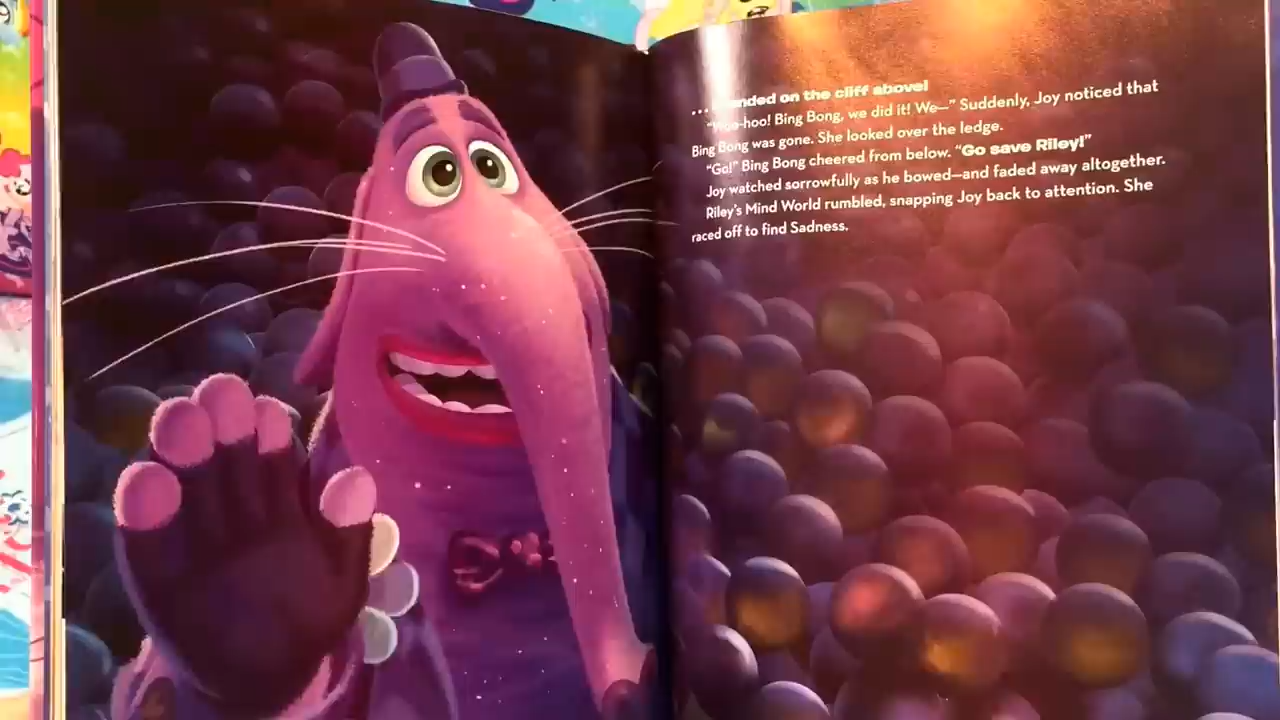 ... landed on the cliff above!
"Woo-hoo! Bing Bong, we did it! We—" Suddenly, Joy noticed that
Bing Bong was gone. She looked over the ledge.
"Go!" Bing Bong cheered from below. "Go save Riley!"
Joy watched sorrowfully as he bowed—and faded away altogether.
Riley's Mind World rumbled, snapping Joy back to attention. She
raced off to find Sadness.